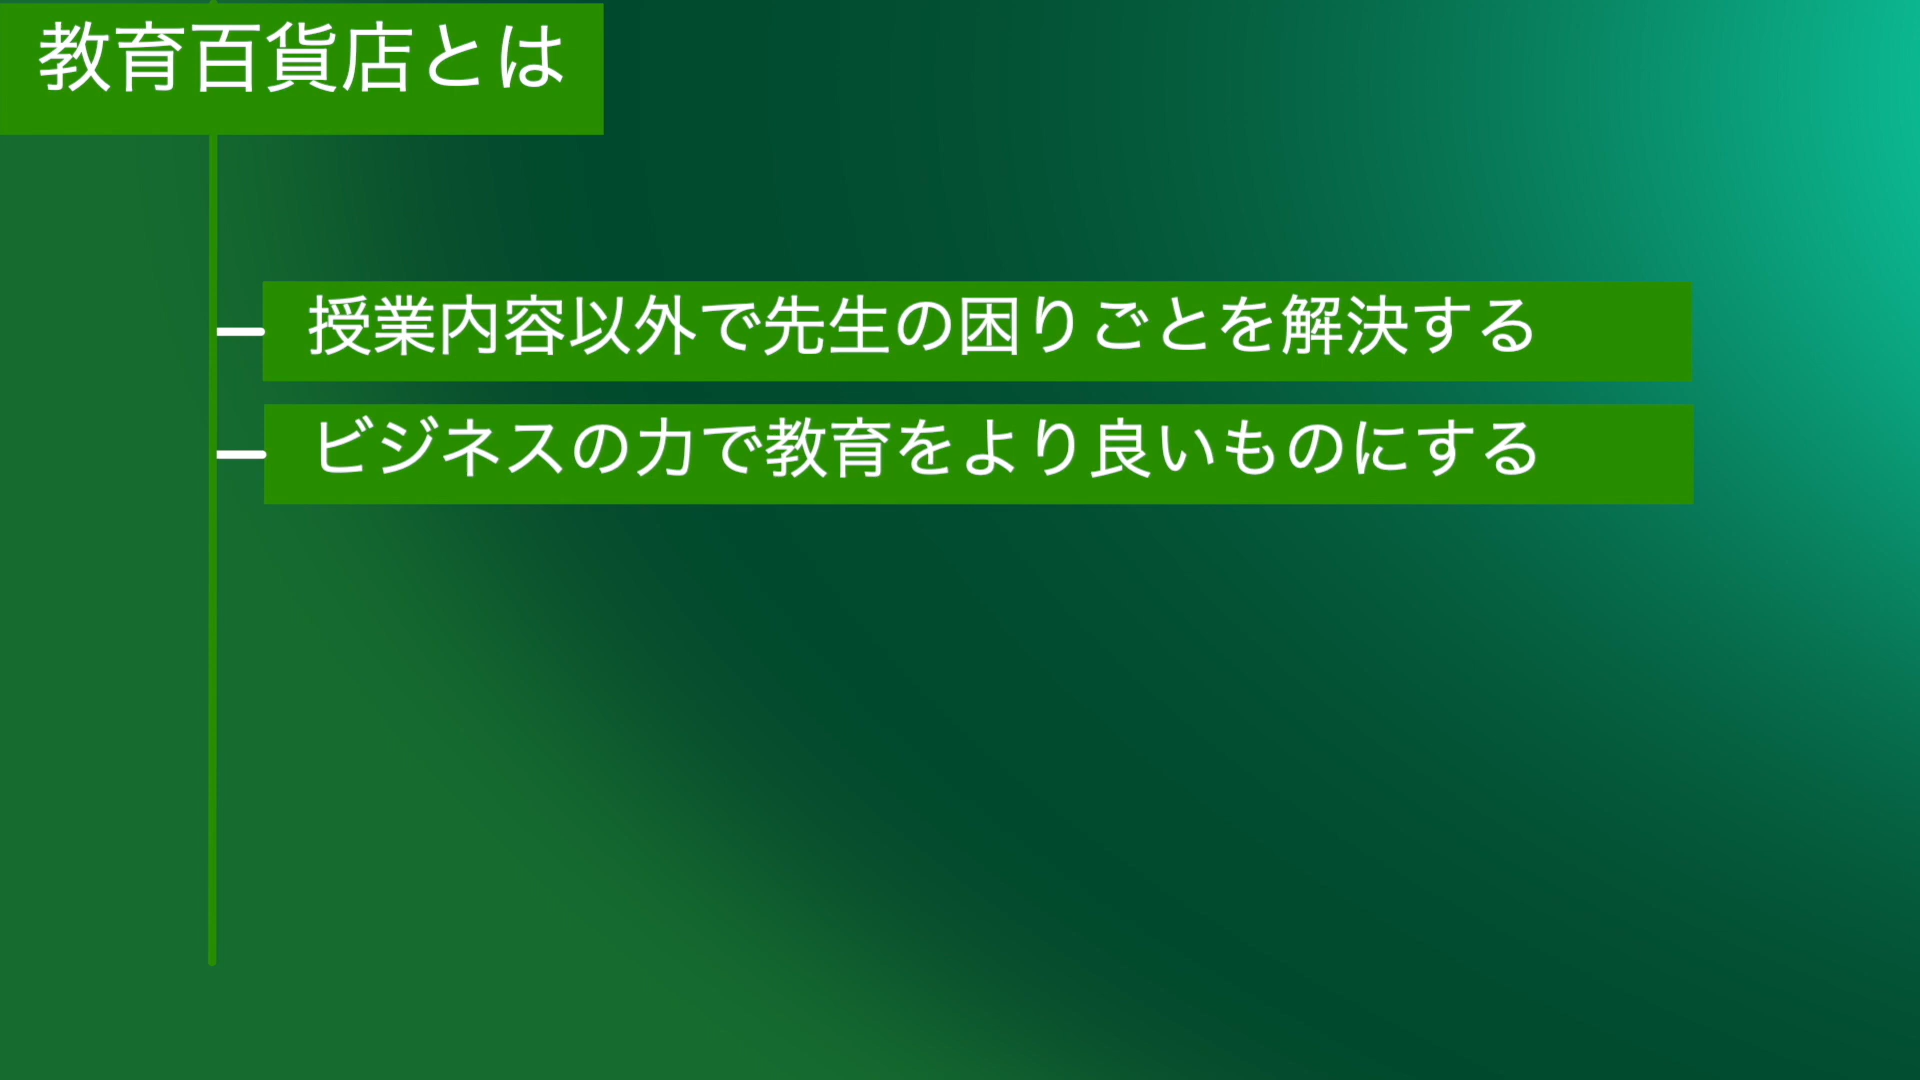 教育百貨店とは
授業内容以外で先生の困りごとを解決する
ビジネスの力で教育をより良いものにする